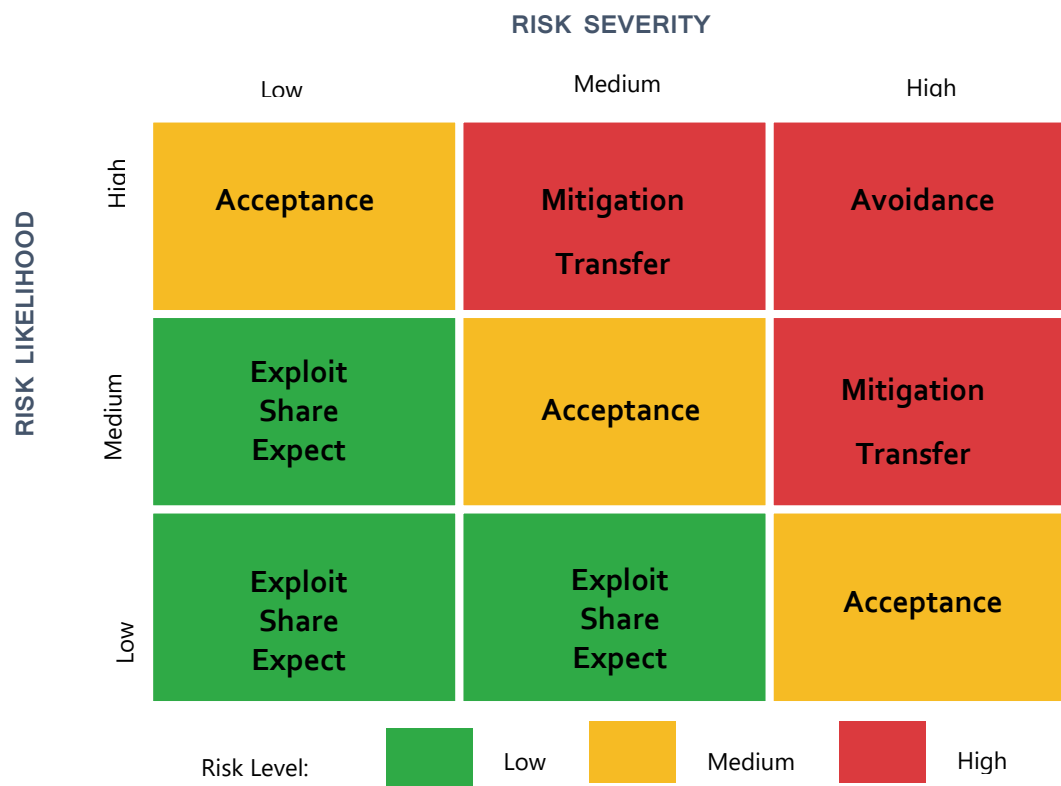 RISK SEVERITY
Low
Medium
High
RISK LIKELIHOOD
High
Acceptance
Mitigation
Transfer
Avoidance
Medium
Exploit
Share
Expect
Acceptance
Mitigation
Transfer
Low
Exploit
Share
Expect
Exploit
Share
Expect
Acceptance
Risk Level:
Low
Medium
High